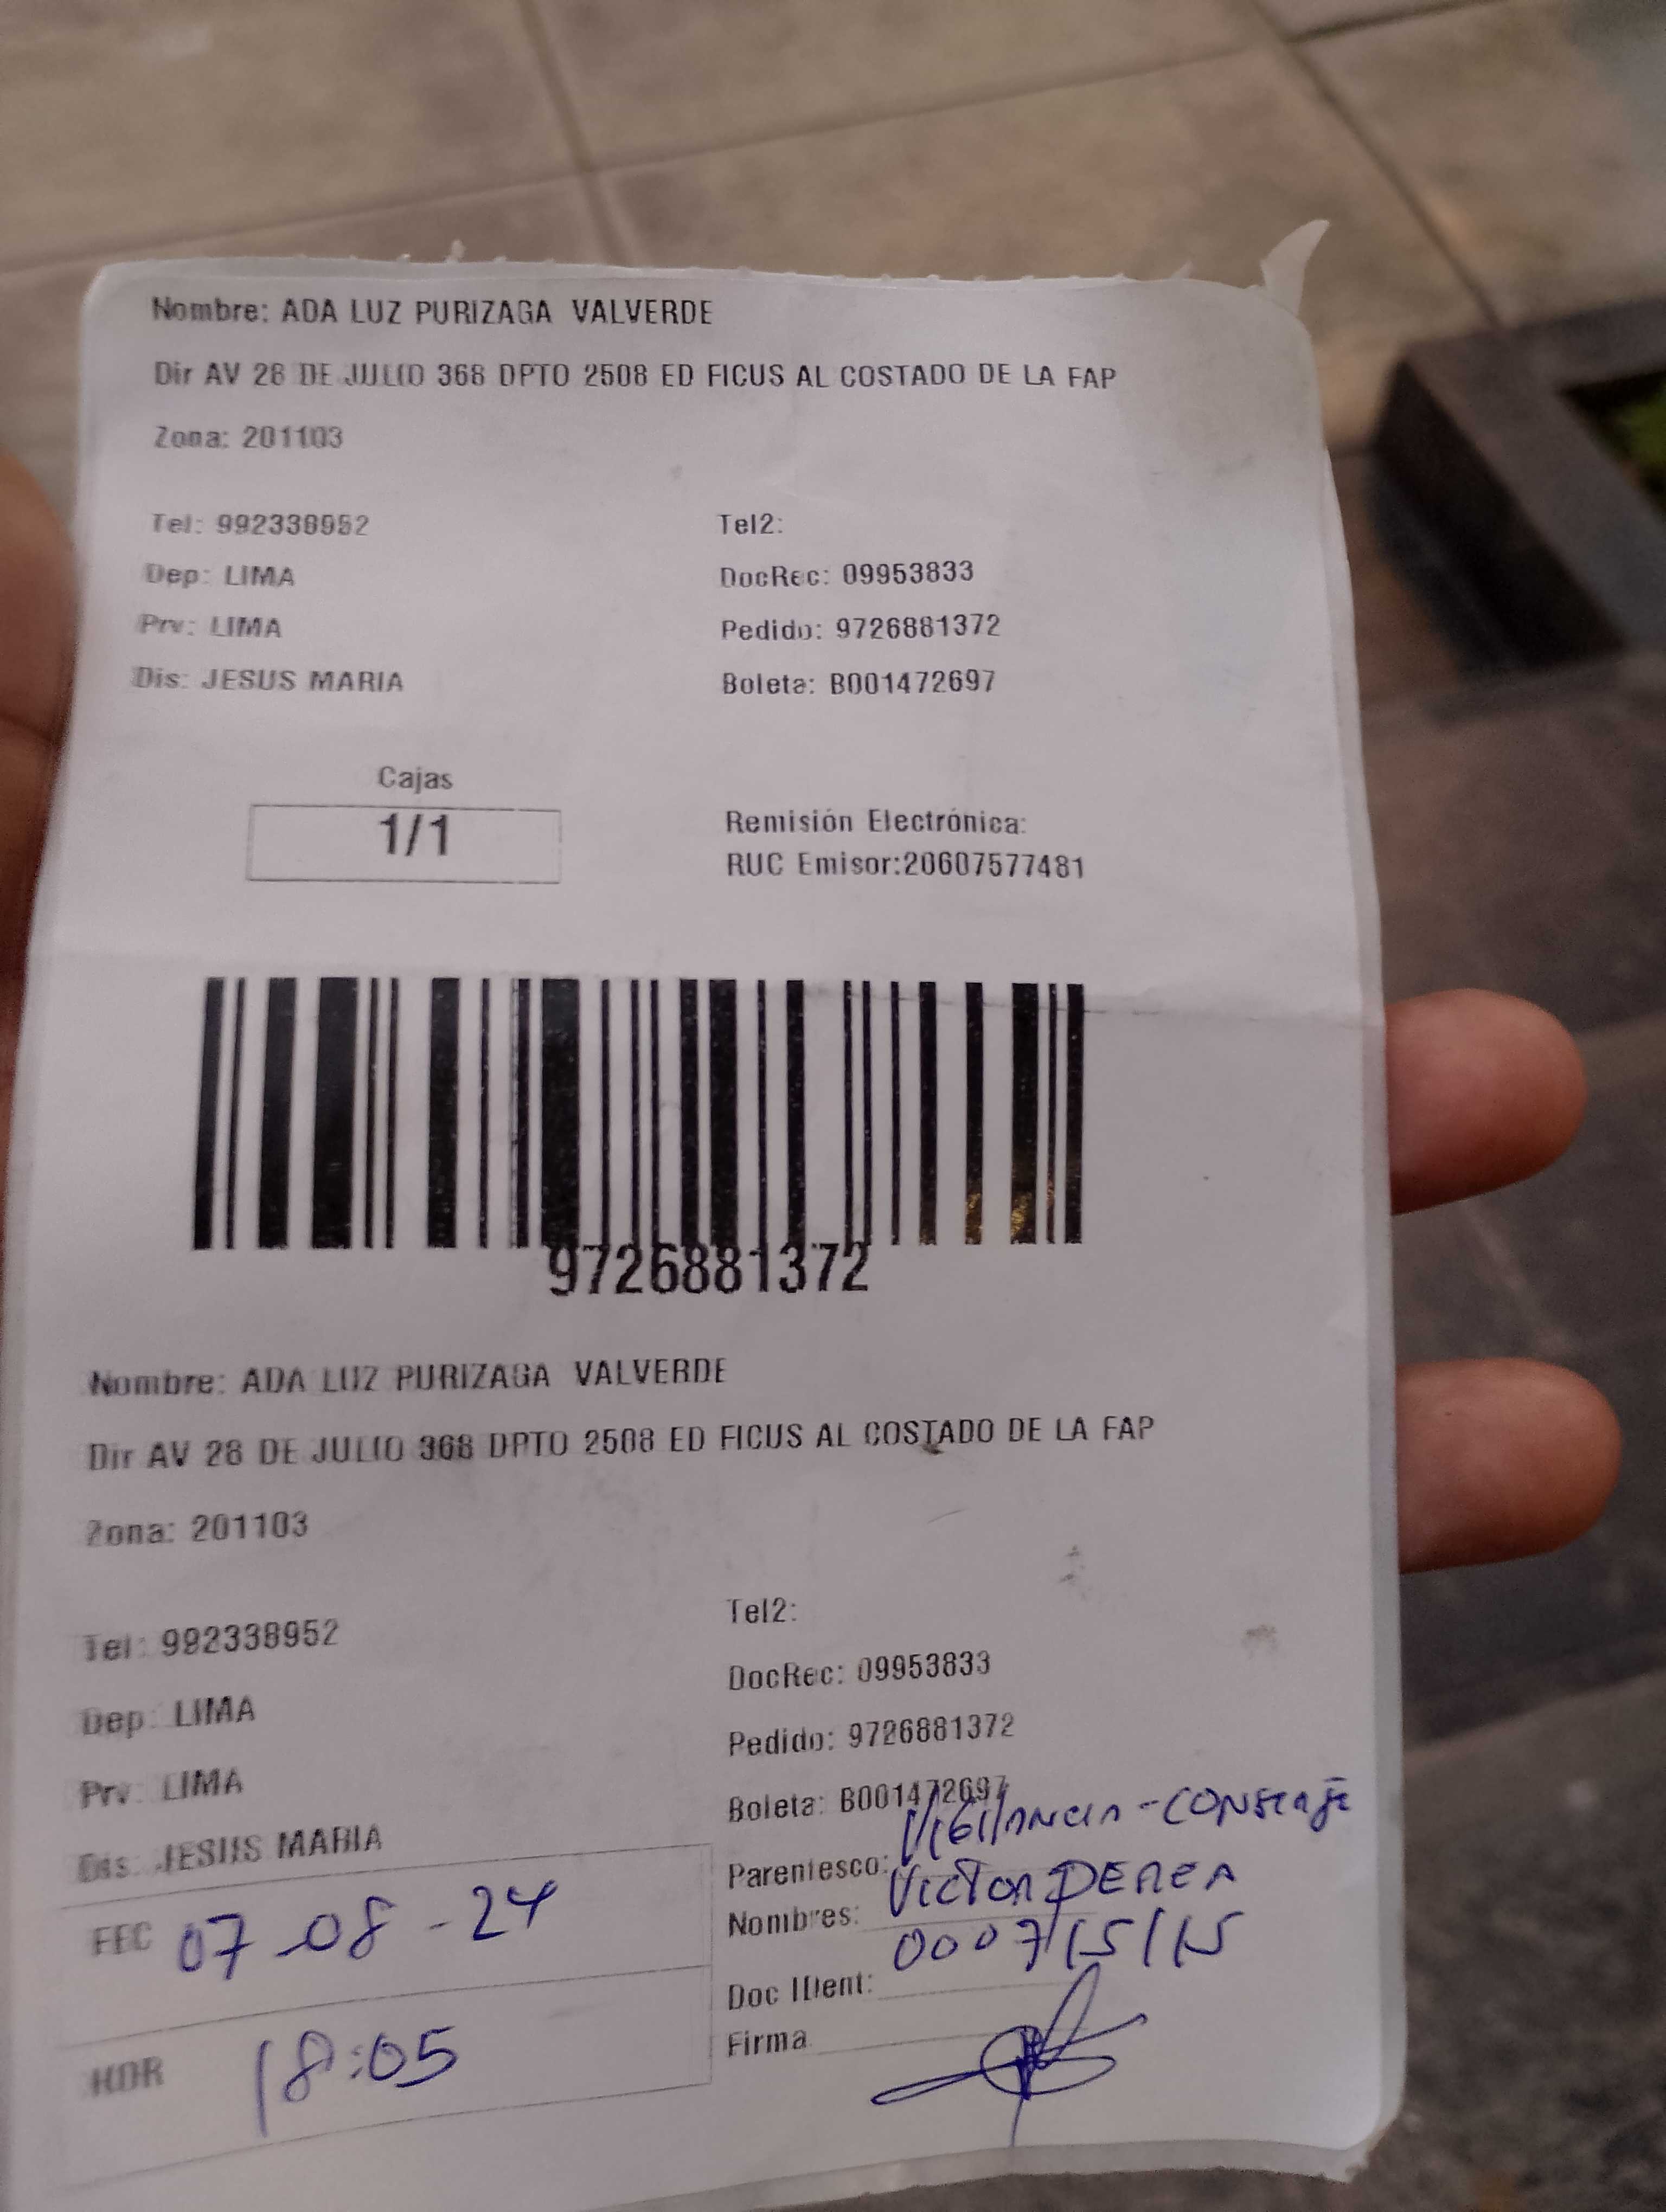 Nombre: ADA LUZ PURIZAGA VALVERDE
Dir AV 28 DE JULIO 368 DPTO 2508 ED FICUS AL COSTADO DE LA FAP
Zona: 201103
Tel: 992338952 Tel2:
Dep: LIMA DocRec: 09953833
Prv: LIMA Pedido: 9726881372
Dis: JESUS MARIA Boleta: B001472697
Cajas
1/1
Remisión Electrónica:
RUC Emisor:20607577481
9726881372
Nombre: ADA LUZ PURIZAGA VALVERDE
Dir AV 28 DE JULIO 368 DPTO 2508 ED FICUS AL COSTADO DE LA FAP
Zona: 201103
Tel: 992338952 Tel2:
Dep: LIMA DocRec: 09953833
Prv: LIMA Pedido: 9726881372
Dis: JESUS MARIA Boleta: B001472697
Parentesco: VIGILANCIA -
FEC 07-08-24
Nombres: VICTOR
Doc IDent:
HOR 18:05
Firma